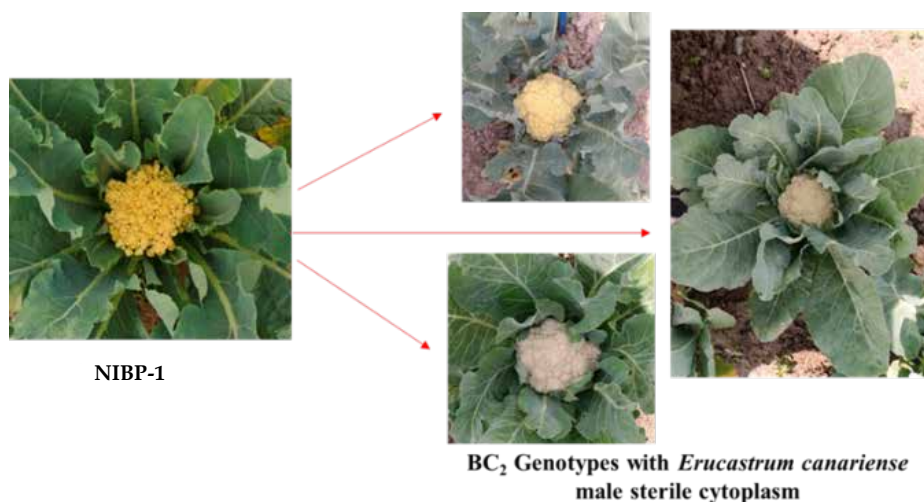 NIBP-1
BC₂ Genotypes with Erucastrum canariense
male sterile cytoplasm